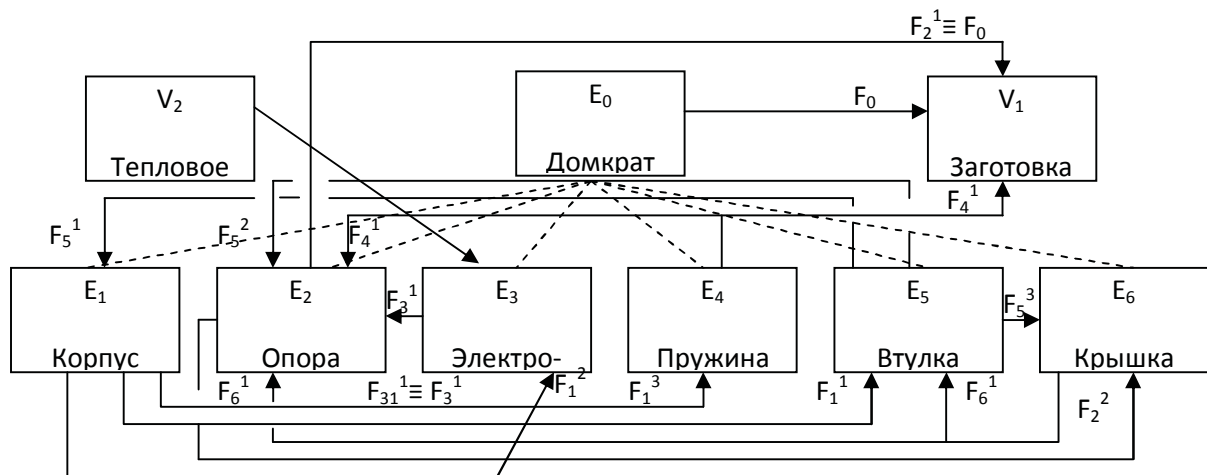 F₂¹≡ F₀
V₂
Тепловое
E₀
Домкрат
F₀
V₁
Заготовка
F₅¹
F₅²
F₄¹
F₄¹
E₁
Корпус
E₂
Опора
F₃¹
E₃
Электро-
E₄
Пружина
E₅
Втулка
F₅³
E₆
Крышка
F₆¹
F₃₁¹≡ F₃¹
F₁²
F₁³
F₁¹
F₆¹
F₂²